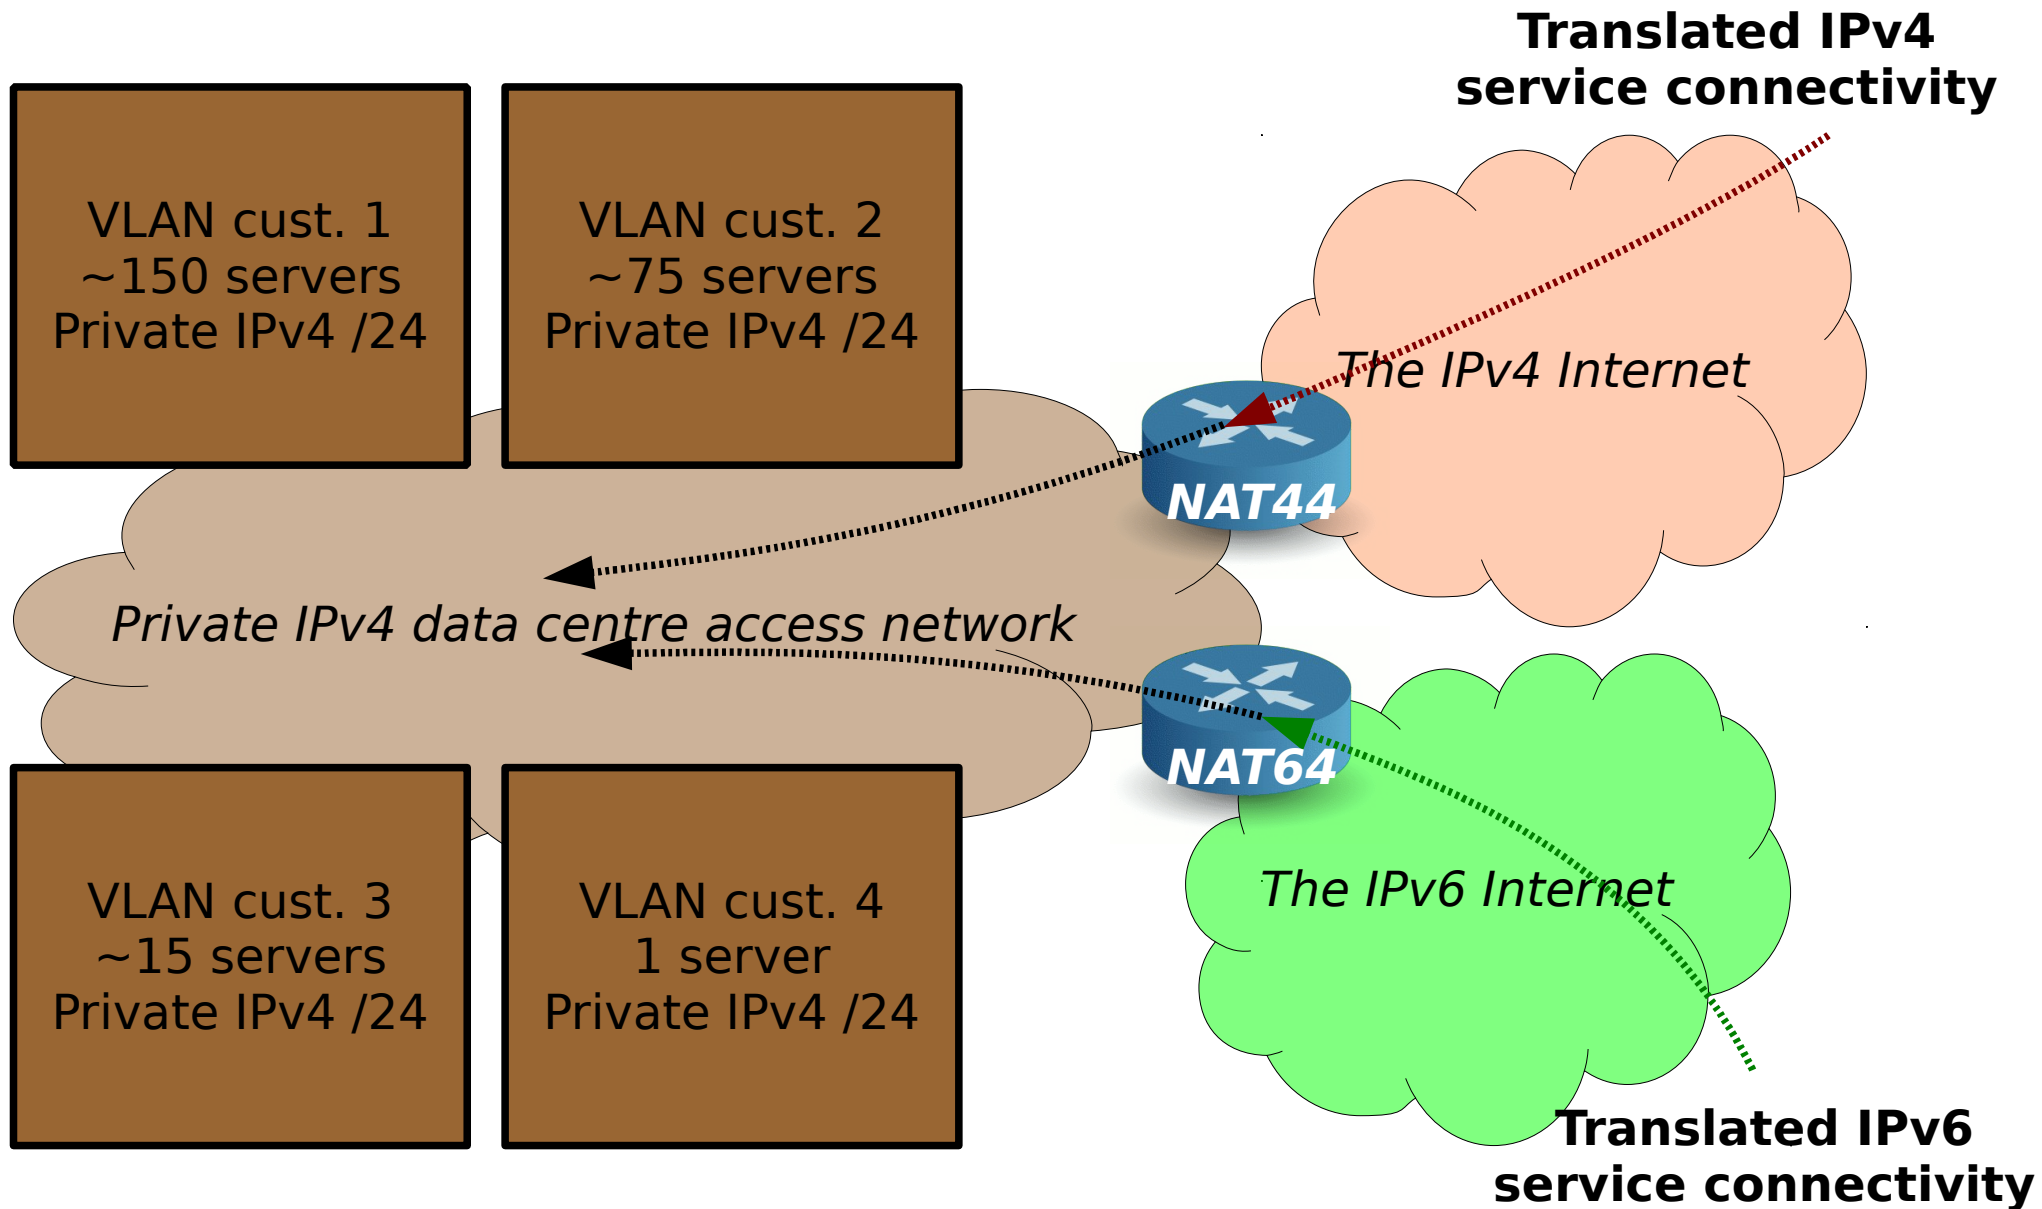 Translated IPv4
service connectivity
VLAN cust. 1
~150 servers
Private IPv4 /24
VLAN cust. 2
~75 servers
Private IPv4 /24
The IPv4 Internet
NAT44
Private IPv4 data centre access network
NAT64
The IPv6 Internet
VLAN cust. 3
~15 servers
Private IPv4 /24
VLAN cust. 4
1 server
Private IPv4 /24
Translated IPv6
service connectivity